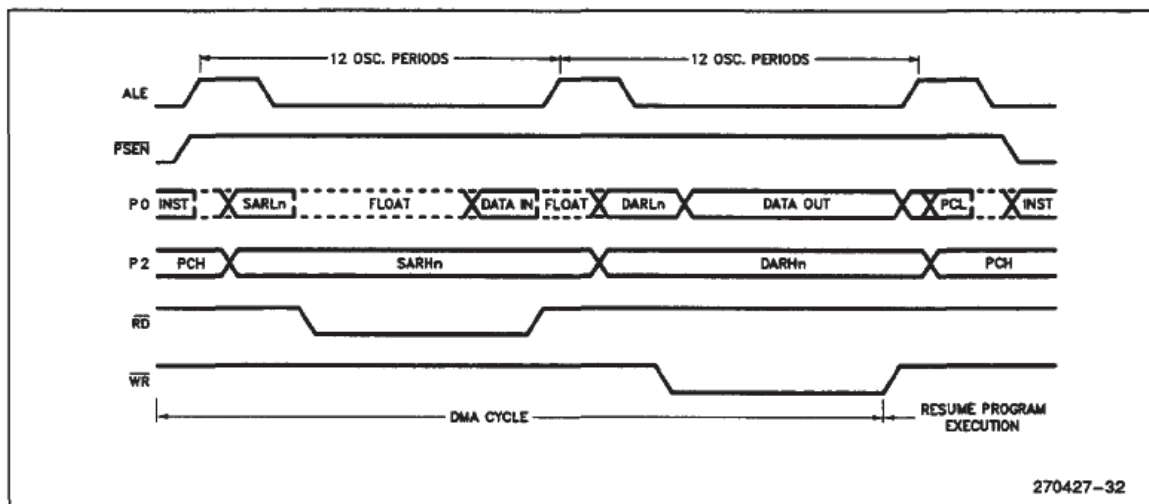 12 OSC. PERIODS 12 OSC. PERIODS
ALE
PSEN
P0 INST SARLn FLOAT DATA IN FLOAT DARLn DATA OUT PCL INST
P2 PCH SARHn DARHn PCH
RD
WR
DMA CYCLE RESUME PROGRAM
EXECUTION
270427-32